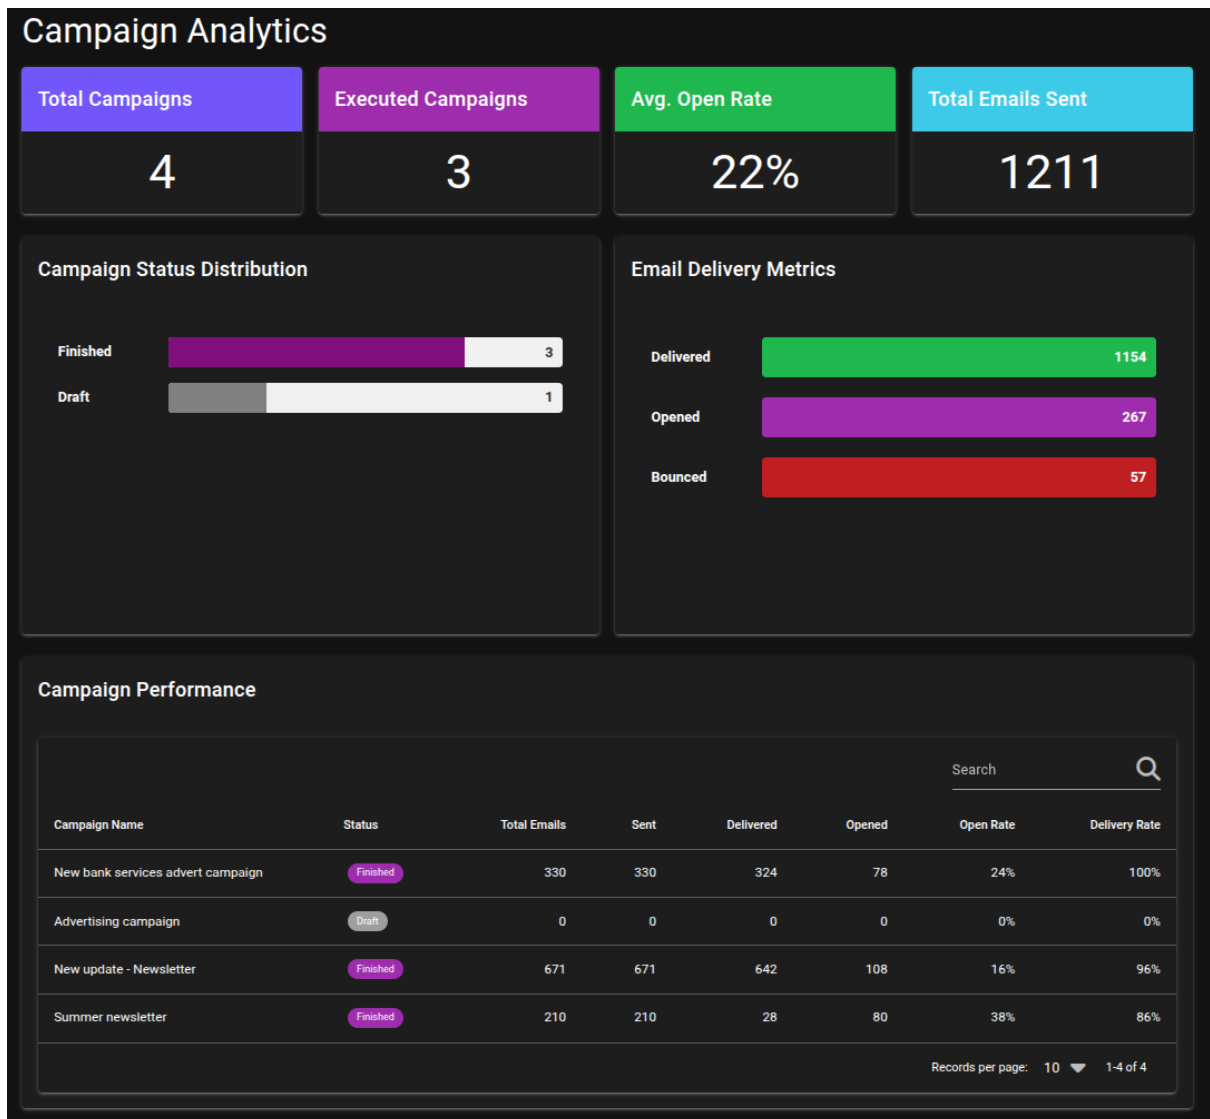 Campaign Analytics
Total Campaigns
4
Executed Campaigns
3
Avg. Open Rate
22%
Total Emails Sent
1211
Campaign Status Distribution
Finished 3
Draft 1
Email Delivery Metrics
Delivered 1154
Opened 267
Bounced 57
Campaign Performance
Search
Campaign Name Status Total Emails Sent Delivered Opened Open Rate Delivery Rate
New bank services advert campaign Finished 330 330 324 78 24% 100%
Advertising campaign Draft 0 0 0 0 0% 0%
New update - Newsletter Finished 671 671 642 108 16% 96%
Summer newsletter Finished 210 210 28 80 38% 86%
Records per page: 10 1-4 of 4